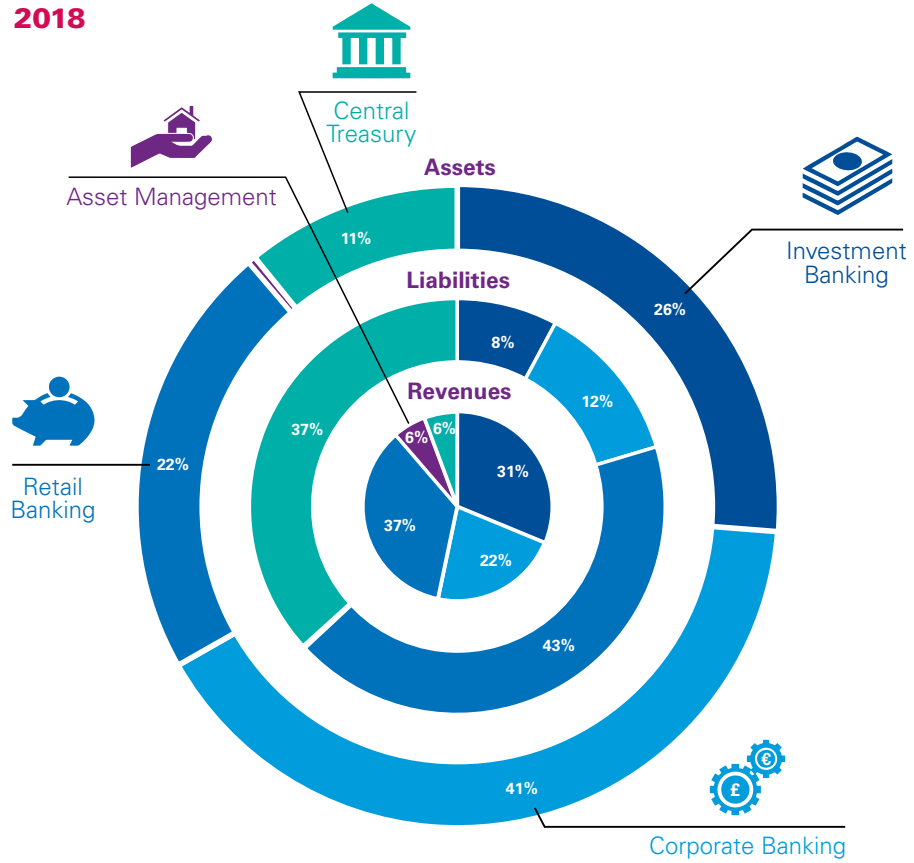 2018
Central
Treasury
Asset Management
Assets
Investment
Banking
11%
26%
Liabilities
8%
12%
Revenues
37%
6%
6%
31%
22%
Retail
Banking
37%
22%
43%
41%
£
€
Corporate Banking